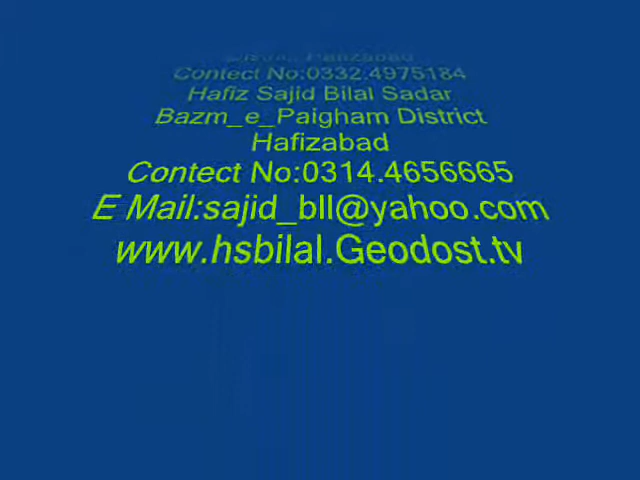 Contect No:0332.4975184
Hafiz Sajid Bilal Sadar
Bazm_e_Paigham District
Hafizabad
Contect No:0314.4656665
E Mail:sajid_bll@yahoo.com
www.hsbilal.Geodost.tv